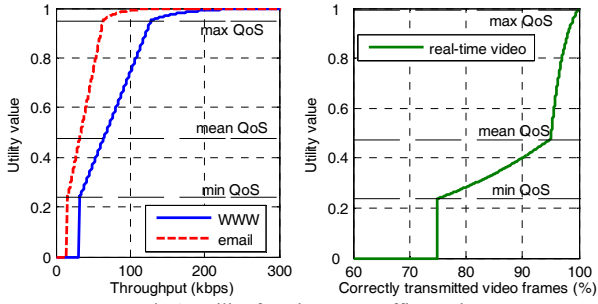 1
0.8
0.6
0.4
0.2
0
Utility value
max QoS
mean QoS
min QoS
WWW
email
0 100 200 300
Throughput (kbps)
1
0.8
0.6
0.4
0.2
0
Utility value
max QoS
real-time video
mean QoS
min QoS
60 70 80 90 100
Correctly transmitted video frames (%)